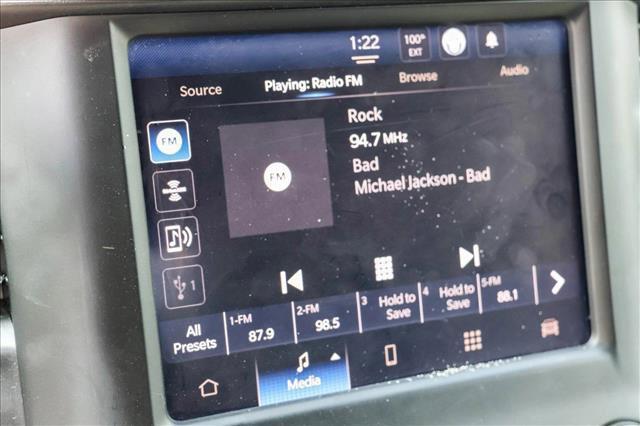 1:22
100°
EXT
Source
Playing: Radio FM
Browse
Audio
FM
FM
Rock
94.7 MHz
Bad
Michael Jackson - Bad
1
All
Presets
1-FM
87.9
2-FM
98.5
3
Hold to
Save
4
Hold to
Save
5-FM
88.1
Media